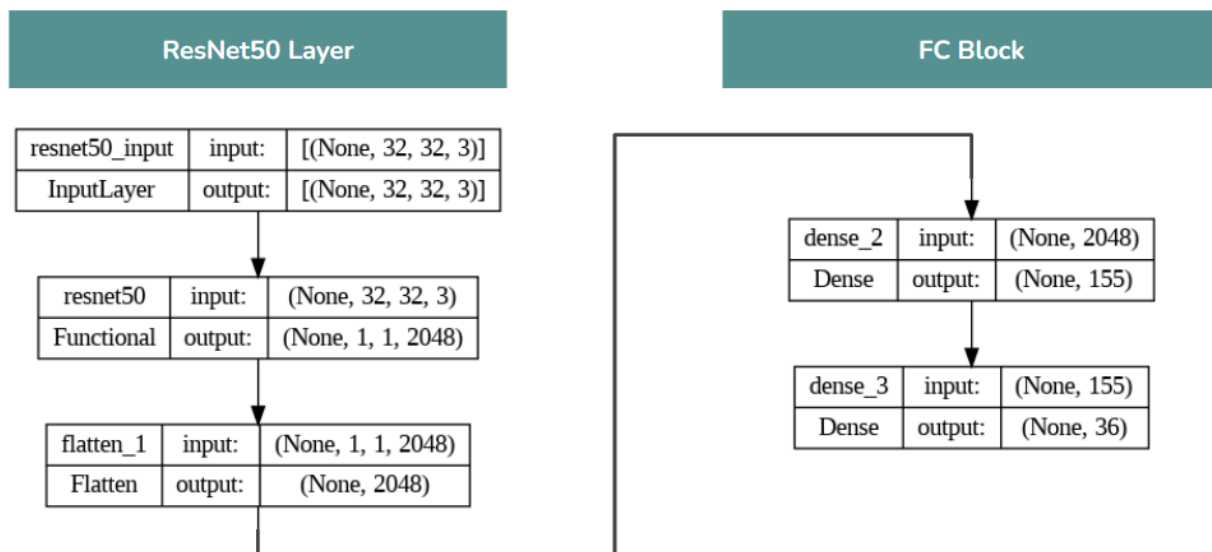 ResNet50 Layer
resnet50_input input: [(None, 32, 32, 3)]
InputLayer output: [(None, 32, 32, 3)]
resnet50 input: (None, 32, 32, 3)
Functional output: (None, 1, 1, 2048)
flatten_1 input: (None, 1, 1, 2048)
Flatten output: (None, 2048)
FC Block
dense_2 input: (None, 2048)
Dense output: (None, 155)
dense_3 input: (None, 155)
Dense output: (None, 36)